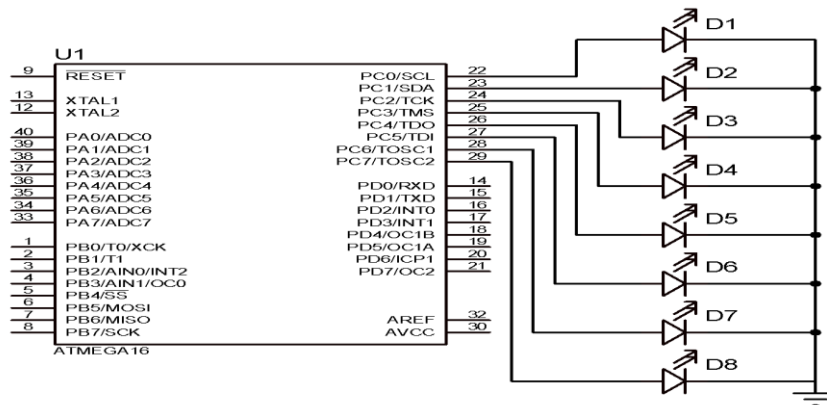 U1
9 RESET
13 XTAL1
12 XTAL2
40 PA0/ADC0
39 PA1/ADC1
38 PA2/ADC2
37 PA3/ADC3
36 PA4/ADC4
35 PA5/ADC5
34 PA6/ADC6
33 PA7/ADC7
1 PB0/T0/XCK
2 PB1/T1
3 PB2/AIN0/INT2
4 PB3/AIN1/OC0
5 PB4/SS
6 PB5/MOSI
7 PB6/MISO
8 PB7/SCK
PC0/SCL 22
PC1/SDA 23
PC2/TCK 24
PC3/TMS 25
PC4/TDO 26
PC5/TDI 27
PC6/TOSC1 28
PC7/TOSC2 29
PD0/RXD 14
PD1/TXD 15
PD2/INT0 16
PD3/INT1 17
PD4/OC1B 18
PD5/OC1A 19
PD6/ICP1 20
PD7/OC2 21
AREF 32
AVCC 30
ATMEGA16
D1
D2
D3
D4
D5
D6
D7
D8